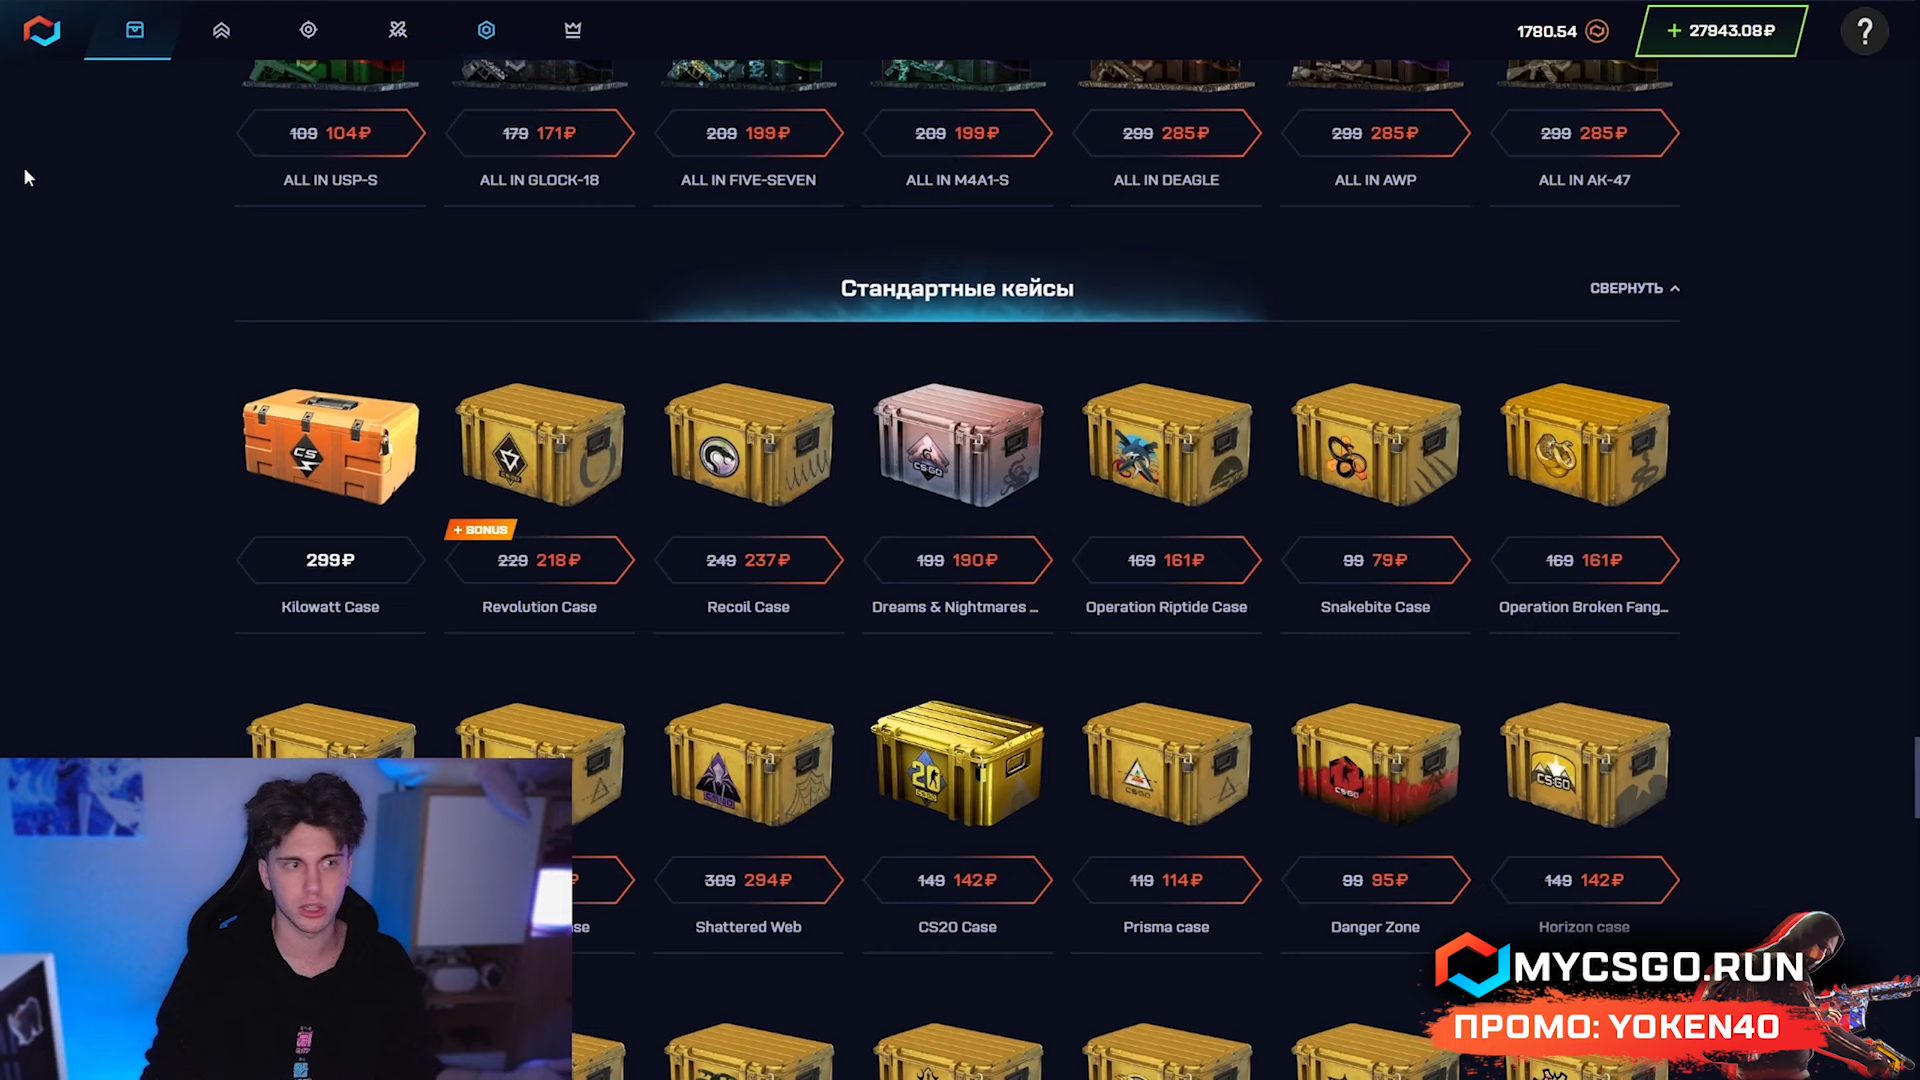 1780.54
+ 27943.08₽
?
109 104₽
179 171₽
209 199₽
209 199₽
299 285₽
299 285₽
299 285₽
ALL IN USP-S
ALL IN GLOCK-18
ALL IN FIVE-SEVEN
ALL IN M4A1-S
ALL IN DEAGLE
ALL IN AWP
ALL IN AK-47
Стандартные кейсы
СВЕРНУТЬ
+ BONUS
299₽
229 218₽
249 237₽
199 190₽
169 161₽
99 79₽
169 161₽
Kilowatt Case
Revolution Case
Recoil Case
Dreams & Nightmares ...
Operation Riptide Case
Snakebite Case
Operation Broken Fang...
₽
309 294₽
149 142₽
119 114₽
99 95₽
149 142₽
se
Shattered Web
CS20 Case
Prisma case
Danger Zone
Horizon case
MYCSGO.RUN
ПРОМО: YOKEN40